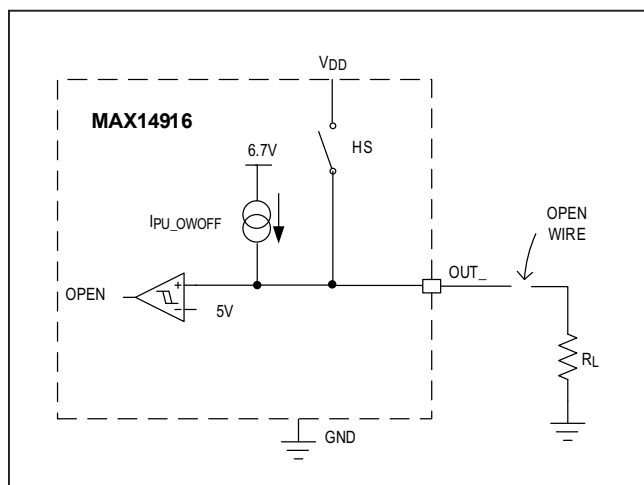 VDD
MAX14916
6.7V
HS
IPU_OWOFF
OPEN
WIRE
OUT_
OPEN
+
-
5V
RL
GND